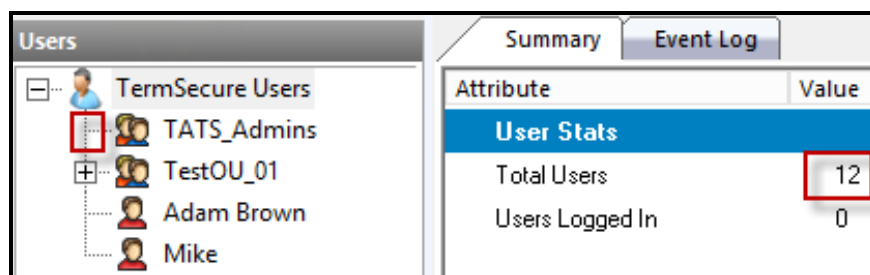 Users
TermSecure Users
TATS_Admins
TestOU_01
Adam Brown
Mike
Summary Event Log
Attribute Value
User Stats
Total Users 12
Users Logged In 0